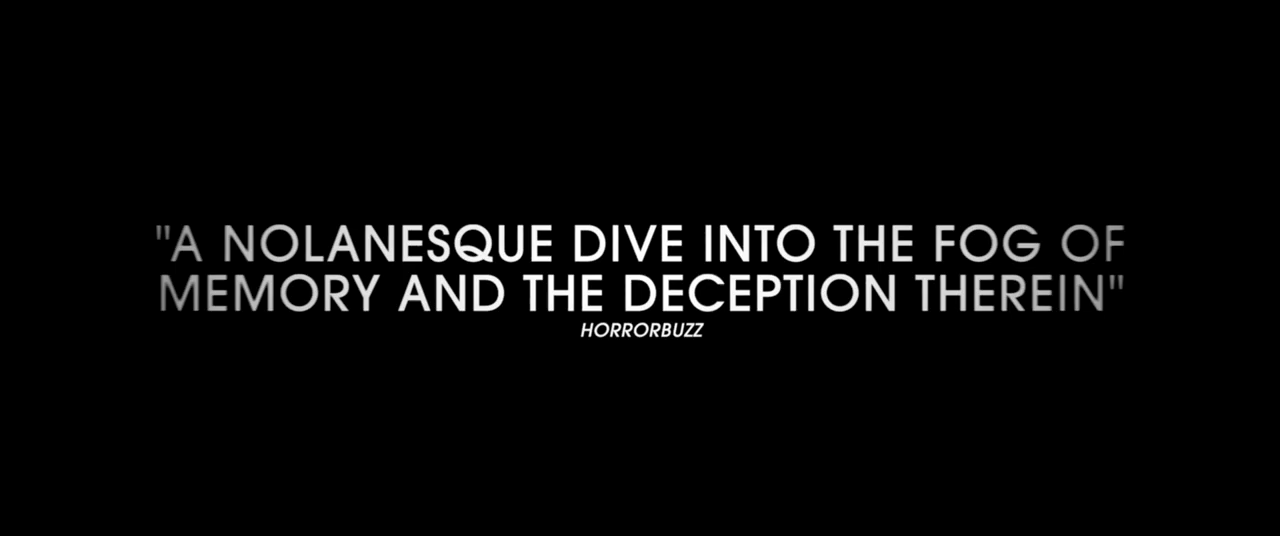 "A NOLANESQUE DIVE INTO THE FOG OF
MEMORY AND THE DECEPTION THEREIN"
HORRORBUZZ